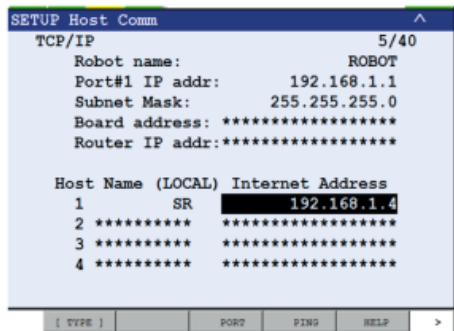 SETUP Host Comm
TCP/IP 5/40
Robot name: ROBOT
Port#1 IP addr: 192.168.1.1
Subnet Mask: 255.255.255.0
Board address: ******************
Router IP addr:******************
Host Name (LOCAL) Internet Address
1 SR 192.168.1.4
2 ********** ******************
3 ********** ******************
4 ********** ******************
[ TYPE ] PORT PING HELP >